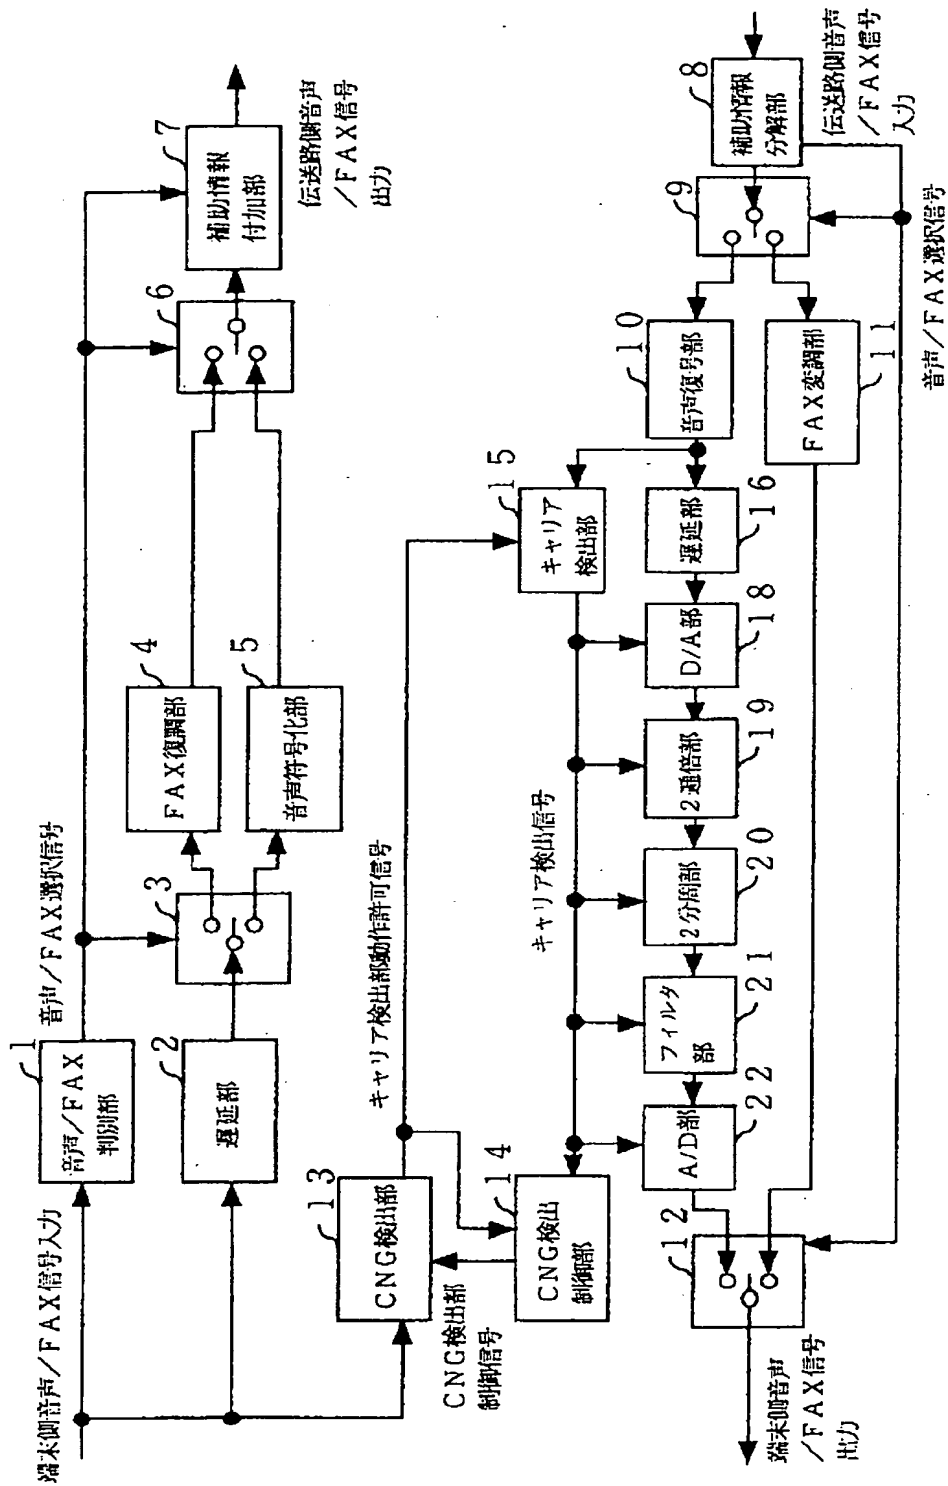 端末側音声／FAX信号入力
1
音声／FAX
判別部
音声／FAX選択信号
2
遅延部
3
4
FAX復調部
5
音声符号化部
6
7
補助情報
付加部
伝送路側音声
／FAX信号
出力
13
CNG検出部
キャリア検出部動作許可信号
CNG検出部
制御信号
14
CNG検出
制御部
キャリア検出信号
15
キャリア
検出部
8
補助情報
分解部
伝送路側音声
／FAX信号
入力
9
音声／FAX選択信号
10
音声復号部
FAX変調部
11
遅延部
16
D/A部
18
2逓倍部
19
2分周部
20
フィルタ
部
21
A/D部
22
12
端末側音声
／FAX信号
出力